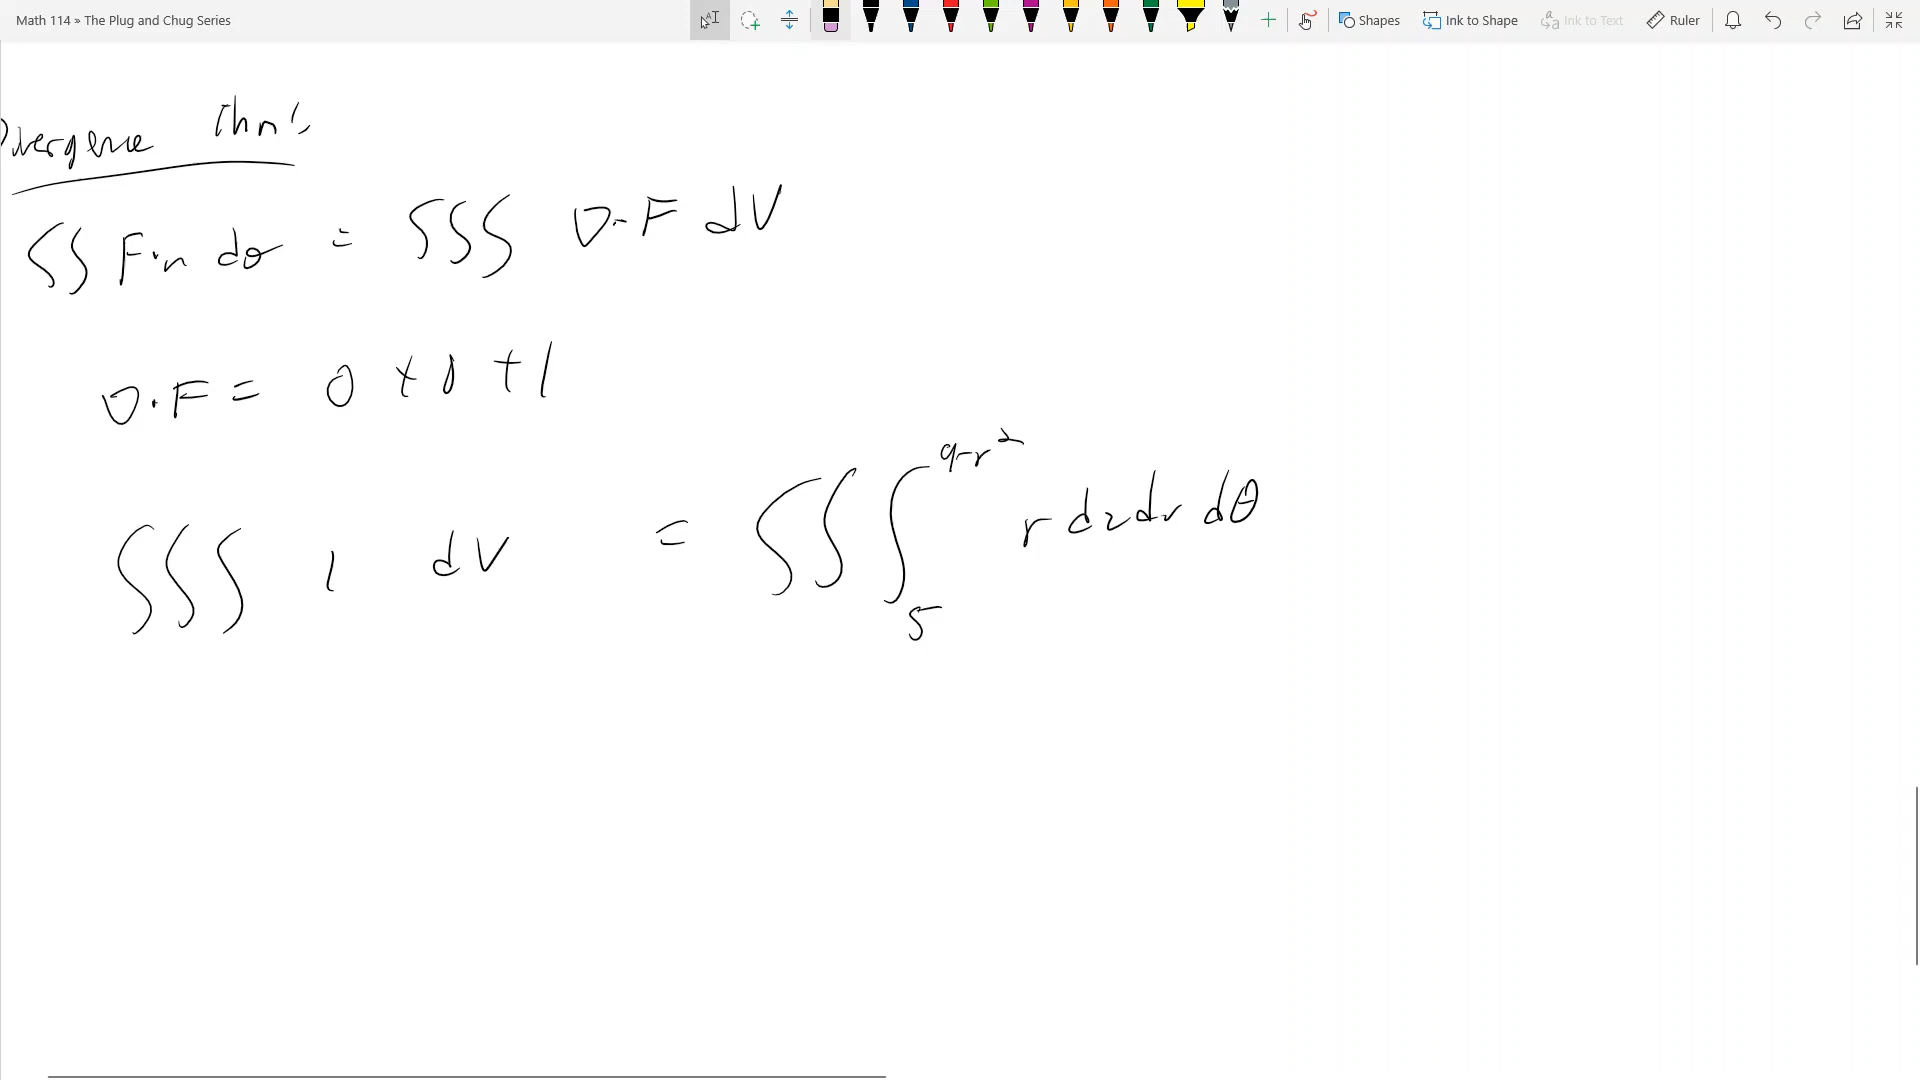 Math 114 » The Plug and Chug Series
Shapes
Ink to Shape
Ink to Text
Ruler
Divergence Thm:
∫∫ F·n dσ = ∫∫∫ ∇·F dV
∇·F = 0 + 0 + 1
∫∫∫ 1 dV = ∫∫∫₅^{9-r²} r dz dr dθ